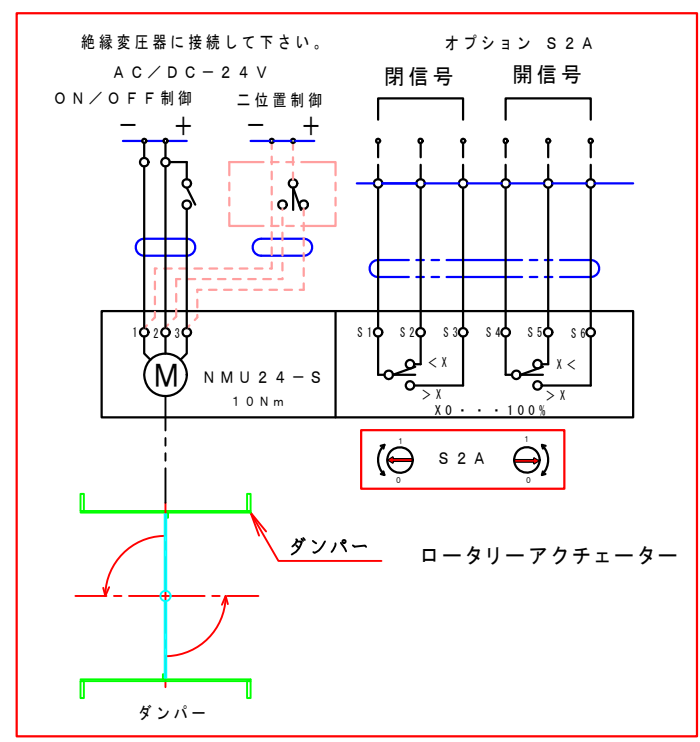 絶縁変圧器に接続して下さい。
オプション S2A
AC/DC-24V
閉信号 開信号
ON/OFF制御 二位置制御
- + - +
1 2 3 S1 S2 S3 S4 S5 S6
M NMU24-S
10Nm
<X X<
>X >X
X0・・・100%
1 1
S2A
0 0
ダンパー
ロータリーアクチェーター
ダンパー